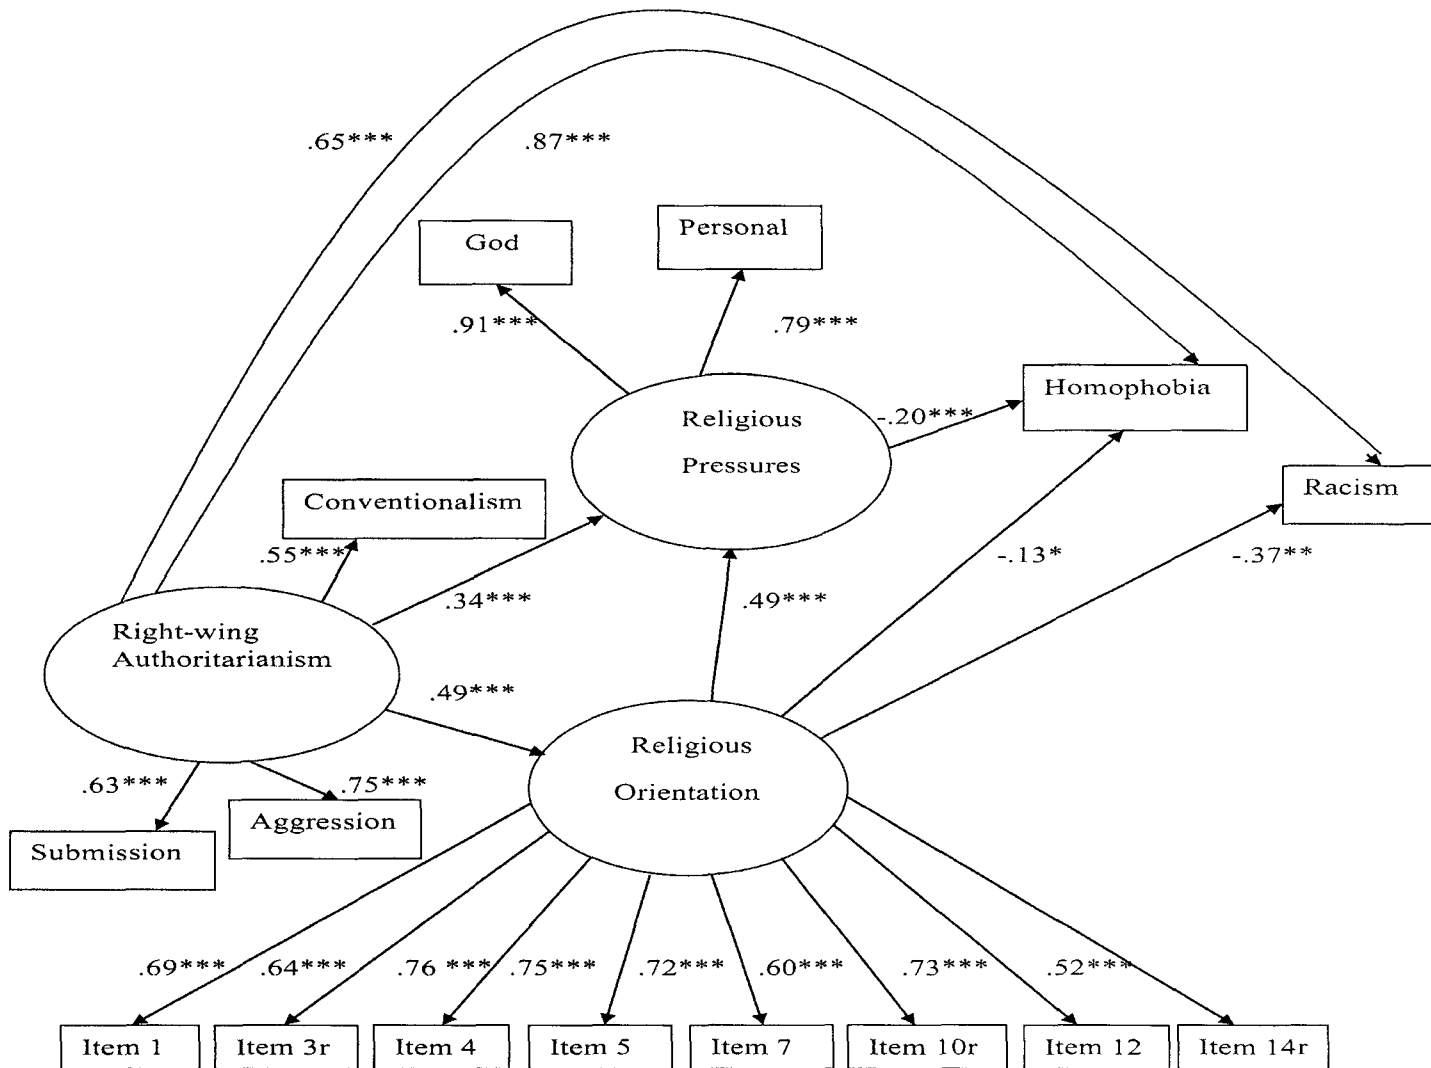 .65***
.87***
God
Personal
.91***
.79***
Homophobia
Religious
Pressures
-.20***
Racism
Conventionalism
.55***
.34***
.49***
-.13*
-.37**
Right-wing
Authoritarianism
.49***
Religious
Orientation
.63***
.75***
Aggression
Submission
.69***
.64***
.76 ***
.75***
.72***
.60***
.73***
.52***
Item 1
Item 3r
Item 4
Item 5
Item 7
Item 10r
Item 12
Item 14r